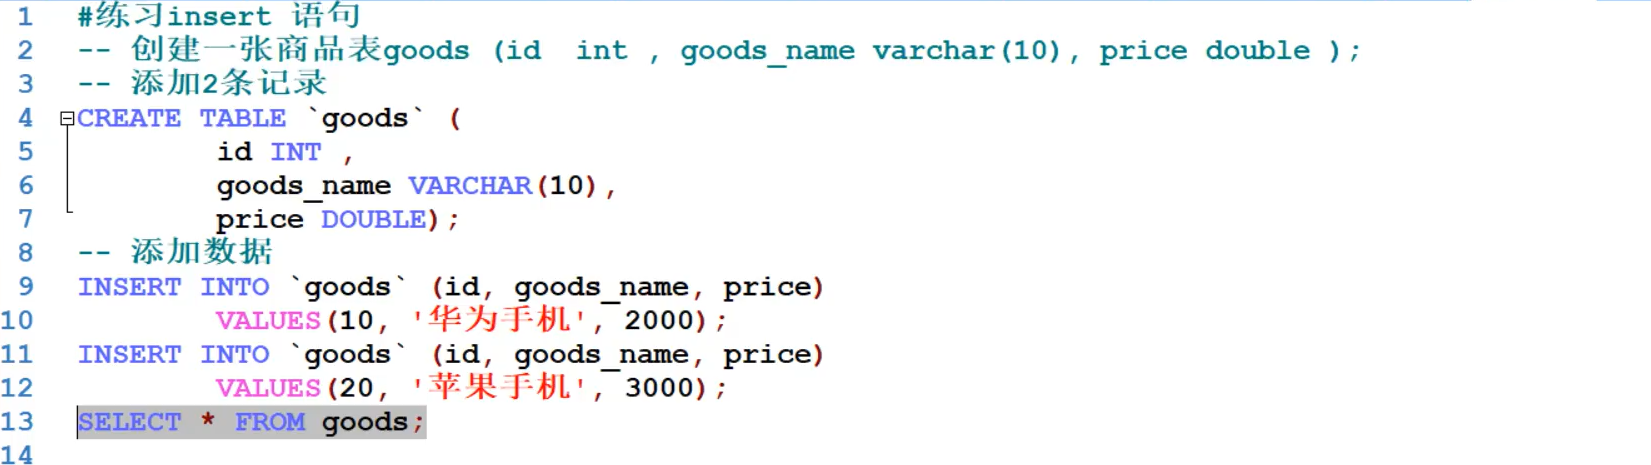 1 #练习insert 语句
2 -- 创建一张商品表goods (id  int , goods_name varchar(10), price double );
3 -- 添加2条记录
4 CREATE TABLE `goods` (
5 id INT ,
6 goods_name VARCHAR(10),
7 price DOUBLE);
8 -- 添加数据
9 INSERT INTO `goods` (id, goods_name, price)
10 VALUES(10, '华为手机', 2000);
11 INSERT INTO `goods` (id, goods_name, price)
12 VALUES(20, '苹果手机', 3000);
13 SELECT * FROM goods;
14